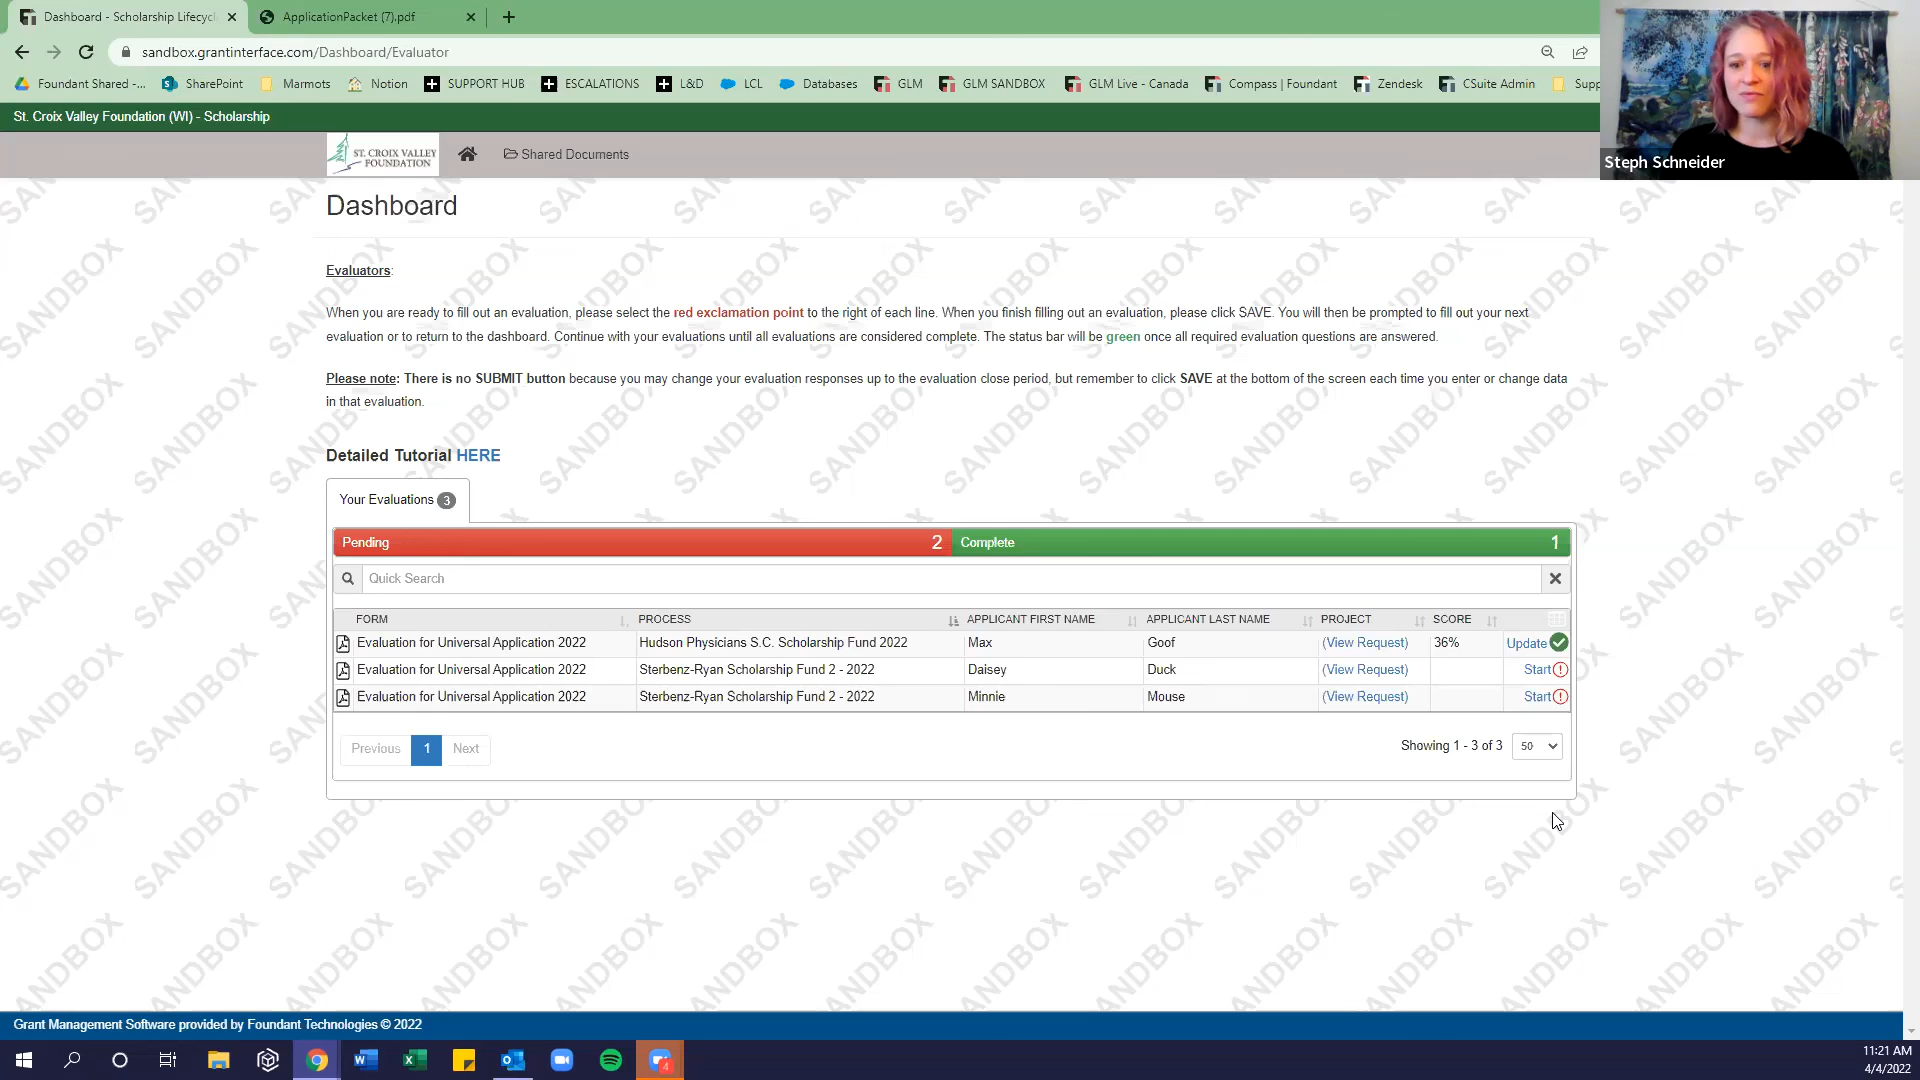 Dashboard - Scholarship Lifecyc
ApplicationPacket (7).pdf
sandbox.grantinterface.com/Dashboard/Evaluator
Foundant Shared -...
SharePoint
Marmots
Notion
SUPPORT HUB
ESCALATIONS
L&D
LCL
Databases
GLM
GLM SANDBOX
GLM Live - Canada
Compass | Foundant
Zendesk
CSuite Admin
Supp
Steph Schneider
St. Croix Valley Foundation (WI) - Scholarship
ST. CROIX VALLEY
FOUNDATION
Shared Documents
Dashboard
Evaluators:
When you are ready to fill out an evaluation, please select the red exclamation point to the right of each line. When you finish filling out an evaluation, please click SAVE. You will then be prompted to fill out your next
evaluation or to return to the dashboard. Continue with your evaluations until all evaluations are considered complete. The status bar will be green once all required evaluation questions are answered.
Please note: There is no SUBMIT button because you may change your evaluation responses up to the evaluation close period, but remember to click SAVE at the bottom of the screen each time you enter or change data
in that evaluation.
Detailed Tutorial HERE
Your Evaluations 3
Pending 2 Complete 1
Quick Search
FORM PROCESS APPLICANT FIRST NAME APPLICANT LAST NAME PROJECT SCORE
Evaluation for Universal Application 2022 Hudson Physicians S.C. Scholarship Fund 2022 Max Goof (View Request) 36% Update
Evaluation for Universal Application 2022 Sterbenz-Ryan Scholarship Fund 2 - 2022 Daisey Duck (View Request) Start
Evaluation for Universal Application 2022 Sterbenz-Ryan Scholarship Fund 2 - 2022 Minnie Mouse (View Request) Start
Previous 1 Next
Showing 1 - 3 of 3 50
SANDBOX
Grant Management Software provided by Foundant Technologies © 2022
4
11:21 AM
4/4/2022